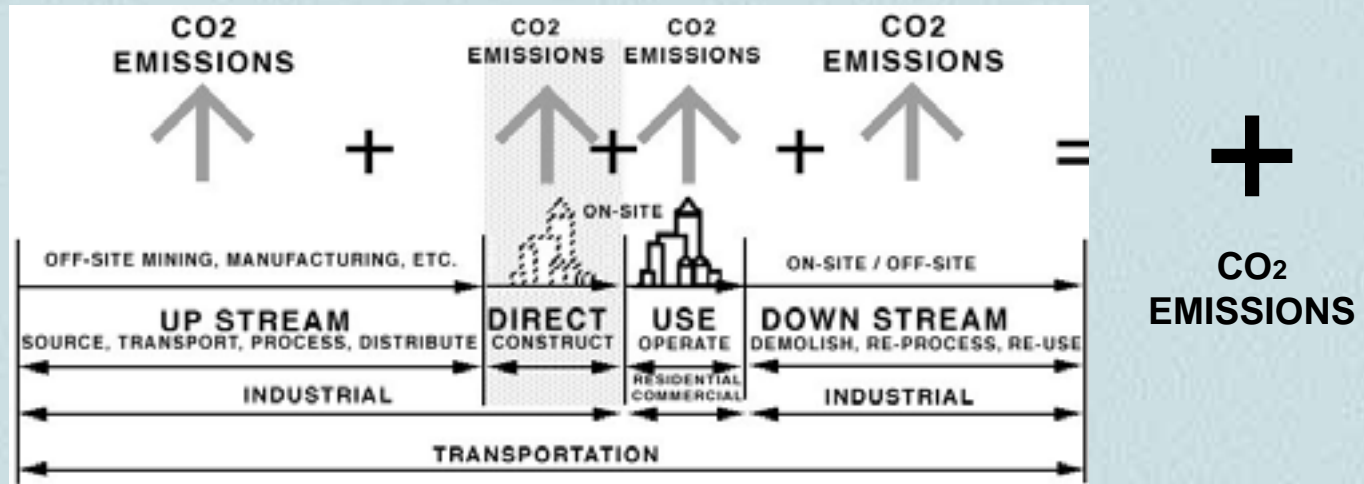 CO2
EMISSIONS
CO2
EMISSIONS
CO2
EMISSIONS
CO2
EMISSIONS
+
+
+
=
+
CO2
EMISSIONS
ON-SITE
OFF-SITE MINING, MANUFACTURING, ETC.
ON-SITE / OFF-SITE
UP STREAM
SOURCE, TRANSPORT, PROCESS, DISTRIBUTE
DIRECT
CONSTRUCT
USE
OPERATE
DOWN STREAM
DEMOLISH, RE-PROCESS, RE-USE
INDUSTRIAL
RESIDENTIAL
COMMERCIAL
INDUSTRIAL
TRANSPORTATION